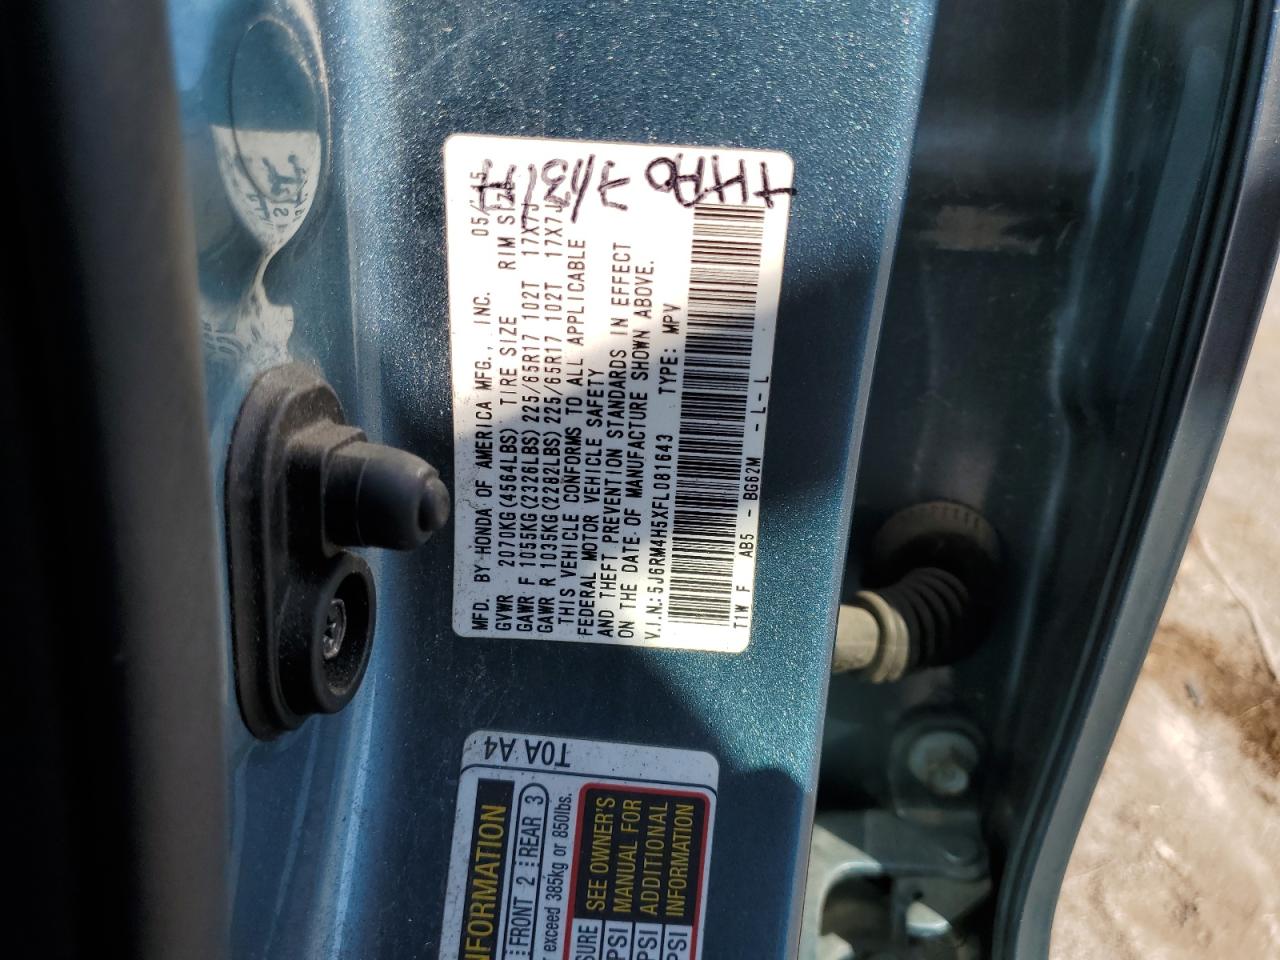 MFD. BY HONDA OF AMERICA MFG., INC. 05/15
GVWR 2070KG(4564LBS) TIRE SIZE RIM SIZE
GAWR F 1055KG(2326LBS) 225/65R17 102T 17X7J
GAWR R 1035KG(2282LBS) 225/65R17 102T 17X7J
THIS VEHICLE CONFORMS TO ALL APPLICABLE
FEDERAL MOTOR VEHICLE SAFETY
AND THEFT PREVENTION STANDARDS IN EFFECT
ON THE DATE OF MANUFACTURE SHOWN ABOVE.
V.I.N.:5J6RM4H5XFL081643 TYPE: MPV
T1W F AB5 - BG62M - L-L
T0A A4
FORMATION
FRONT 2 REAR 3
exceed 385kg or 850lbs.
SURE
PSI
PSI
PSI
SEE OWNER'S
MANUAL FOR
ADDITIONAL
INFORMATION